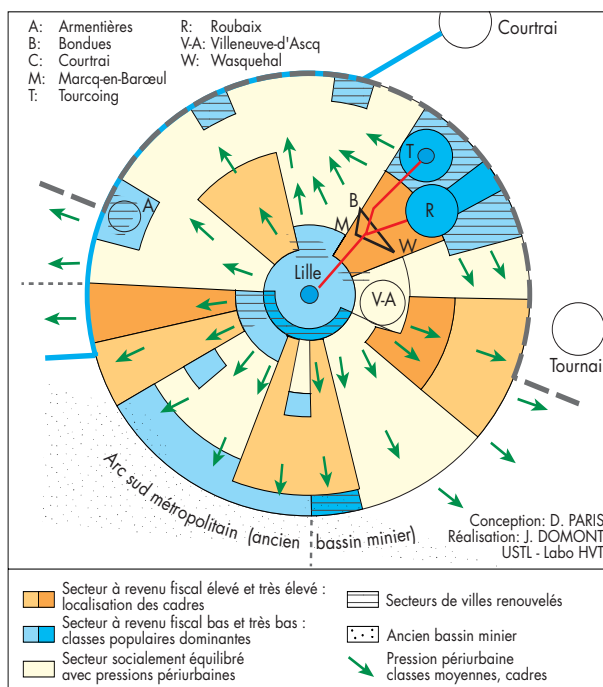 A: Armentières
B: Bondues
C: Courtrai
M: Marcq-en-Barœul
T: Tourcoing
R: Roubaix
V-A: Villeneuve-d'Ascq
W: Wasquehal
Courtrai
T
A
B
R
M
W
Lille
V-A
Tournai
Arc sud métropolitain (ancien bassin minier)
Conception: D. PARIS
Réalisation: J. DOMONT
USTL - Labo HVT
Secteur à revenu fiscal élevé et très élevé :
localisation des cadres
Secteur à revenu fiscal bas et très bas :
classes populaires dominantes
Secteur socialement équilibré
avec pressions périurbaines
Secteurs de villes renouvelés
Ancien bassin minier
Pression périurbaine
classes moyennes, cadres